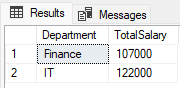 Results Messages
Department TotalSalary
1 Finance 107000
2 IT 122000